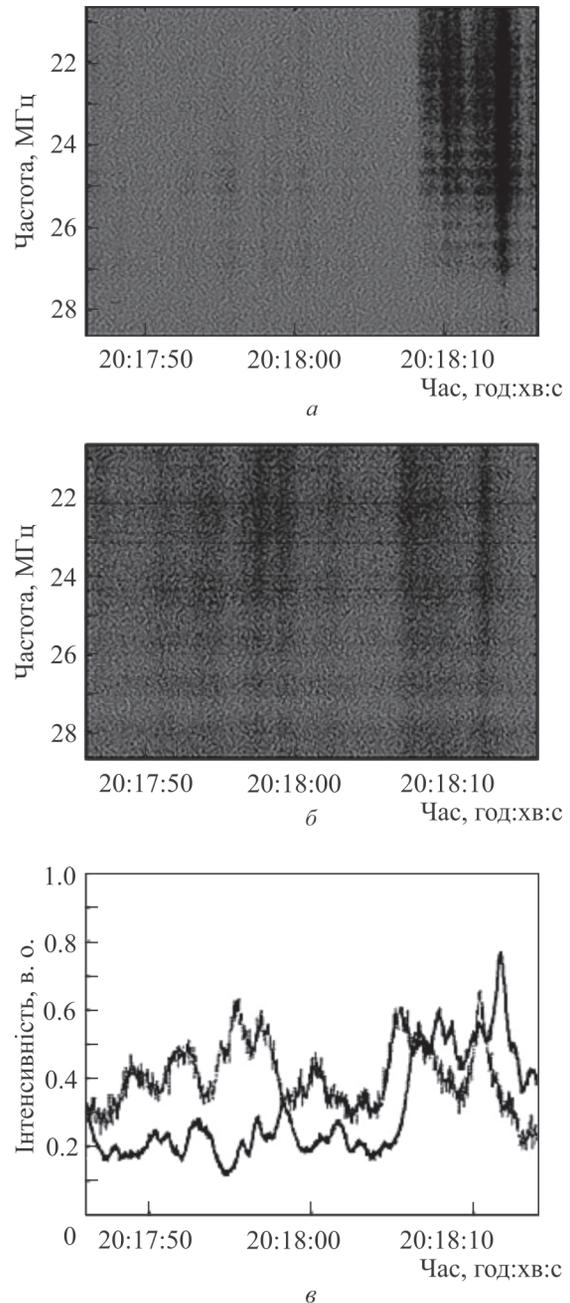 22
24
26
28
Частота, МГц
20:17:50 20:18:00 20:18:10
Час, год:хв:с
а
22
24
26
28
Частота, МГц
20:17:50 20:18:00 20:18:10
Час, год:хв:с
б
1.0
0.8
0.6
0.4
0.2
0
Інтенсивність, в. о.
20:17:50 20:18:00 20:18:10
Час, год:хв:с
в